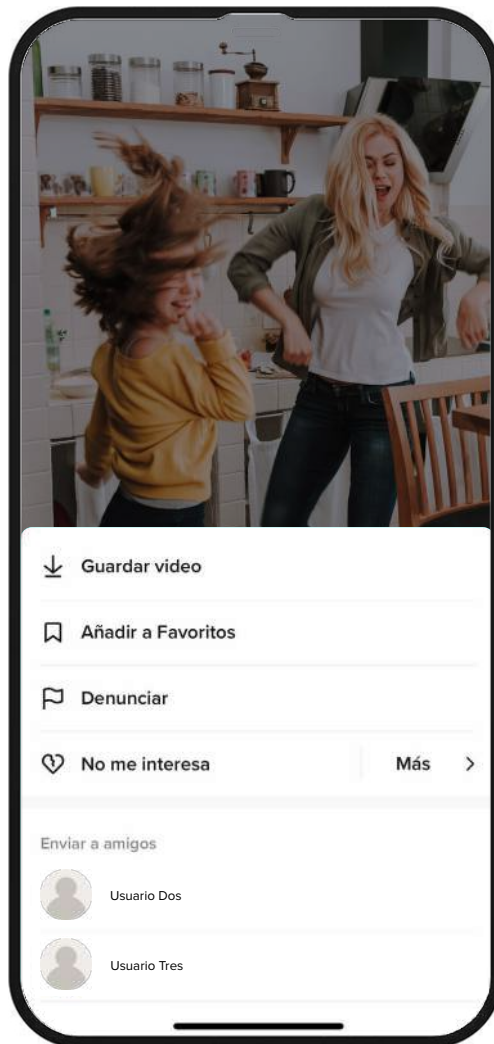 Guardar video
Añadir a Favoritos
Denunciar
No me interesa Más
Enviar a amigos
Usuario Dos
Usuario Tres